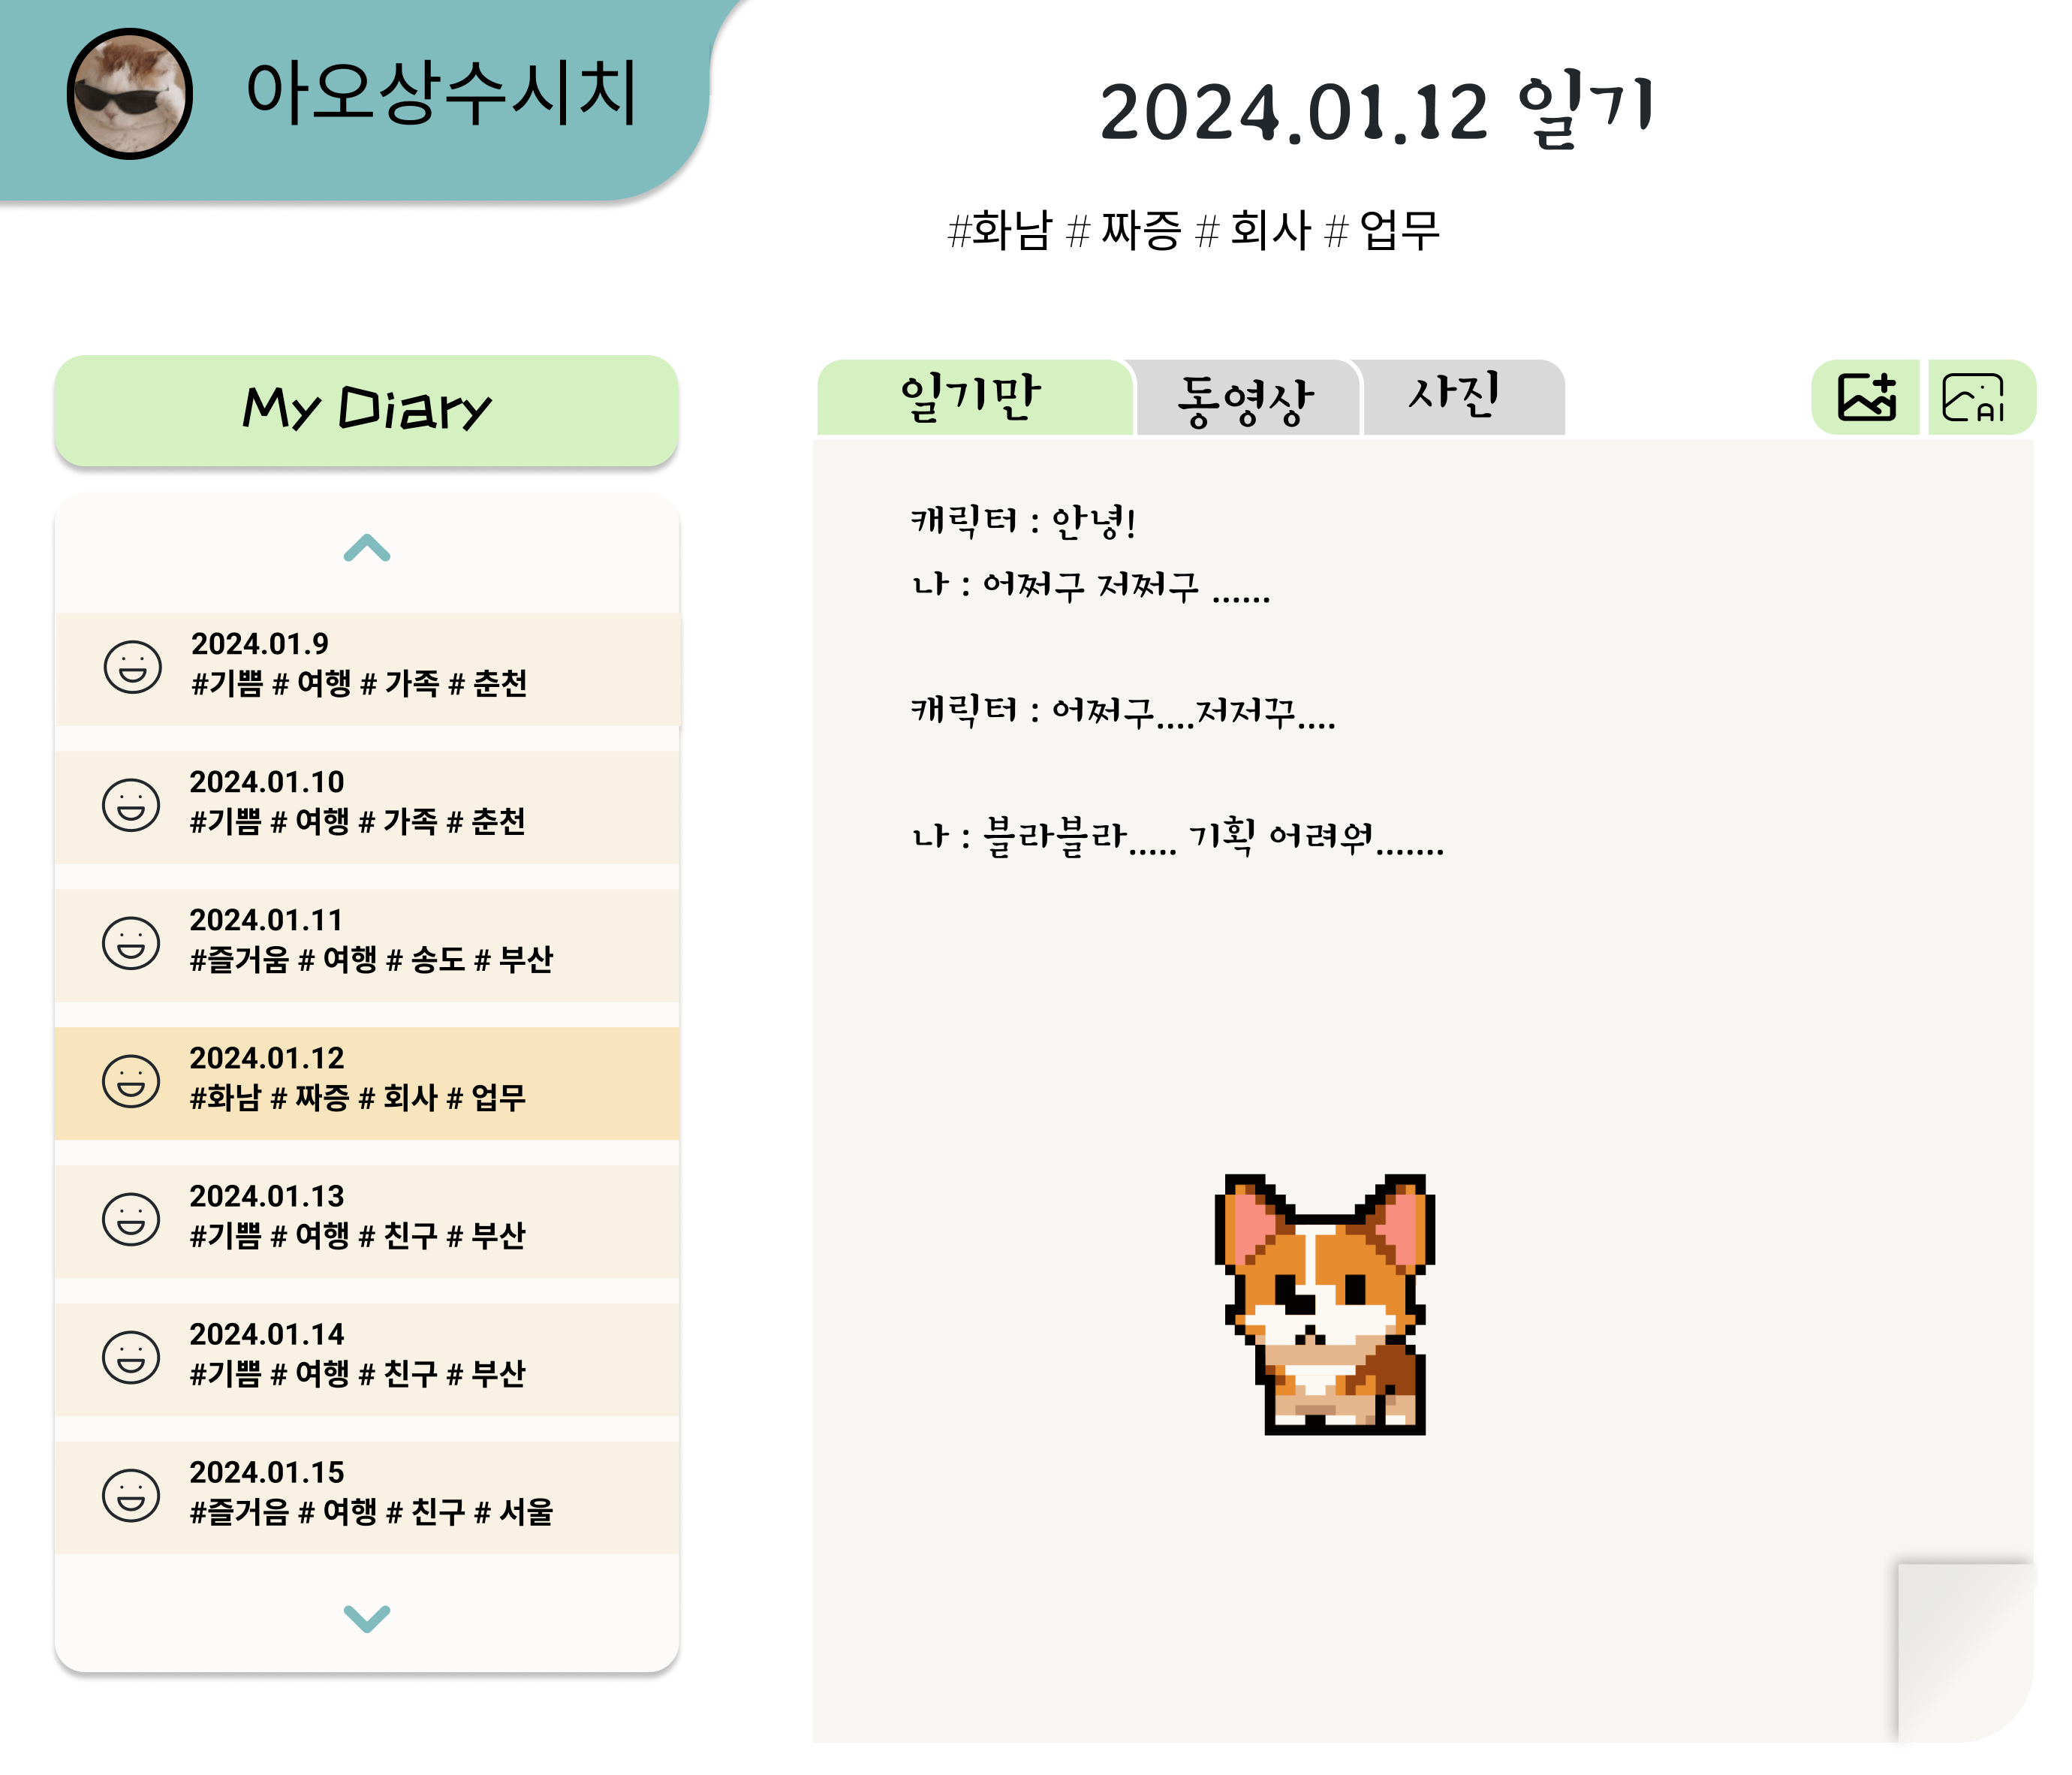 아오상수시치
2024.01.12 일기
#화남 # 짜증 # 회사 # 업무
My Diary
2024.01.9
#기쁨 # 여행 # 가족 # 춘천
2024.01.10
#기쁨 # 여행 # 가족 # 춘천
2024.01.11
#즐거움 # 여행 # 송도 # 부산
2024.01.12
#화남 # 짜증 # 회사 # 업무
2024.01.13
#기쁨 # 여행 # 친구 # 부산
2024.01.14
#기쁨 # 여행 # 친구 # 부산
2024.01.15
#즐거음 # 여행 # 친구 # 서울
일기만
동영상
사진
AI
캐릭터 : 안녕!
나 : 어쩌구 저쩌구 ......
캐릭터 : 어쩌구....저저꾸....
나 : 블라블라..... 기획 어려워.......